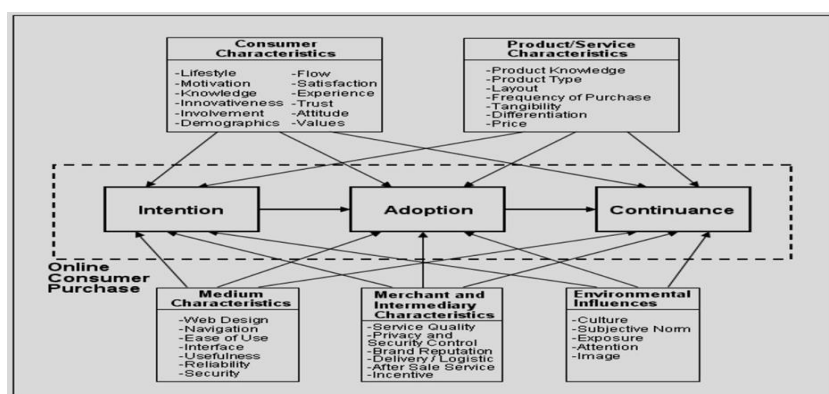 Consumer
Characteristics
-Lifestyle
-Motivation
-Knowledge
-Innovativeness
-Involvement
-Demographics
-Flow
-Satisfaction
-Experience
-Trust
-Attitude
-Values
Product/Service
Characteristics
-Product Knowledge
-Product Type
-Layout
-Frequency of Purchase
-Tangibility
-Differentiation
-Price
Intention
Adoption
Continuance
Online
Consumer
Purchase
Medium
Characteristics
-Web Design
-Navigation
-Ease of Use
-Interface
-Usefulness
-Reliability
-Security
Merchant and
Intermediary
Characteristics
-Service Quality
-Privacy and
Security Control
-Brand Reputation
-Delivery / Logistic
-After Sale Service
-Incentive
Environmental
Influences
-Culture
-Subjective Norm
-Exposure
-Attention
-Image